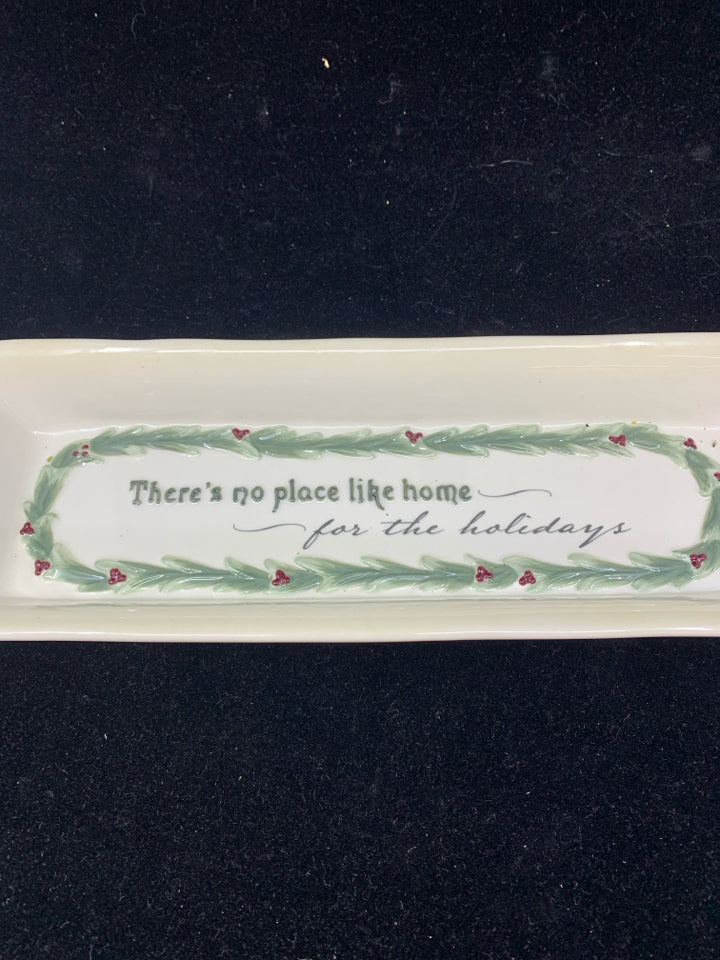 There's no place like home
for the holidays